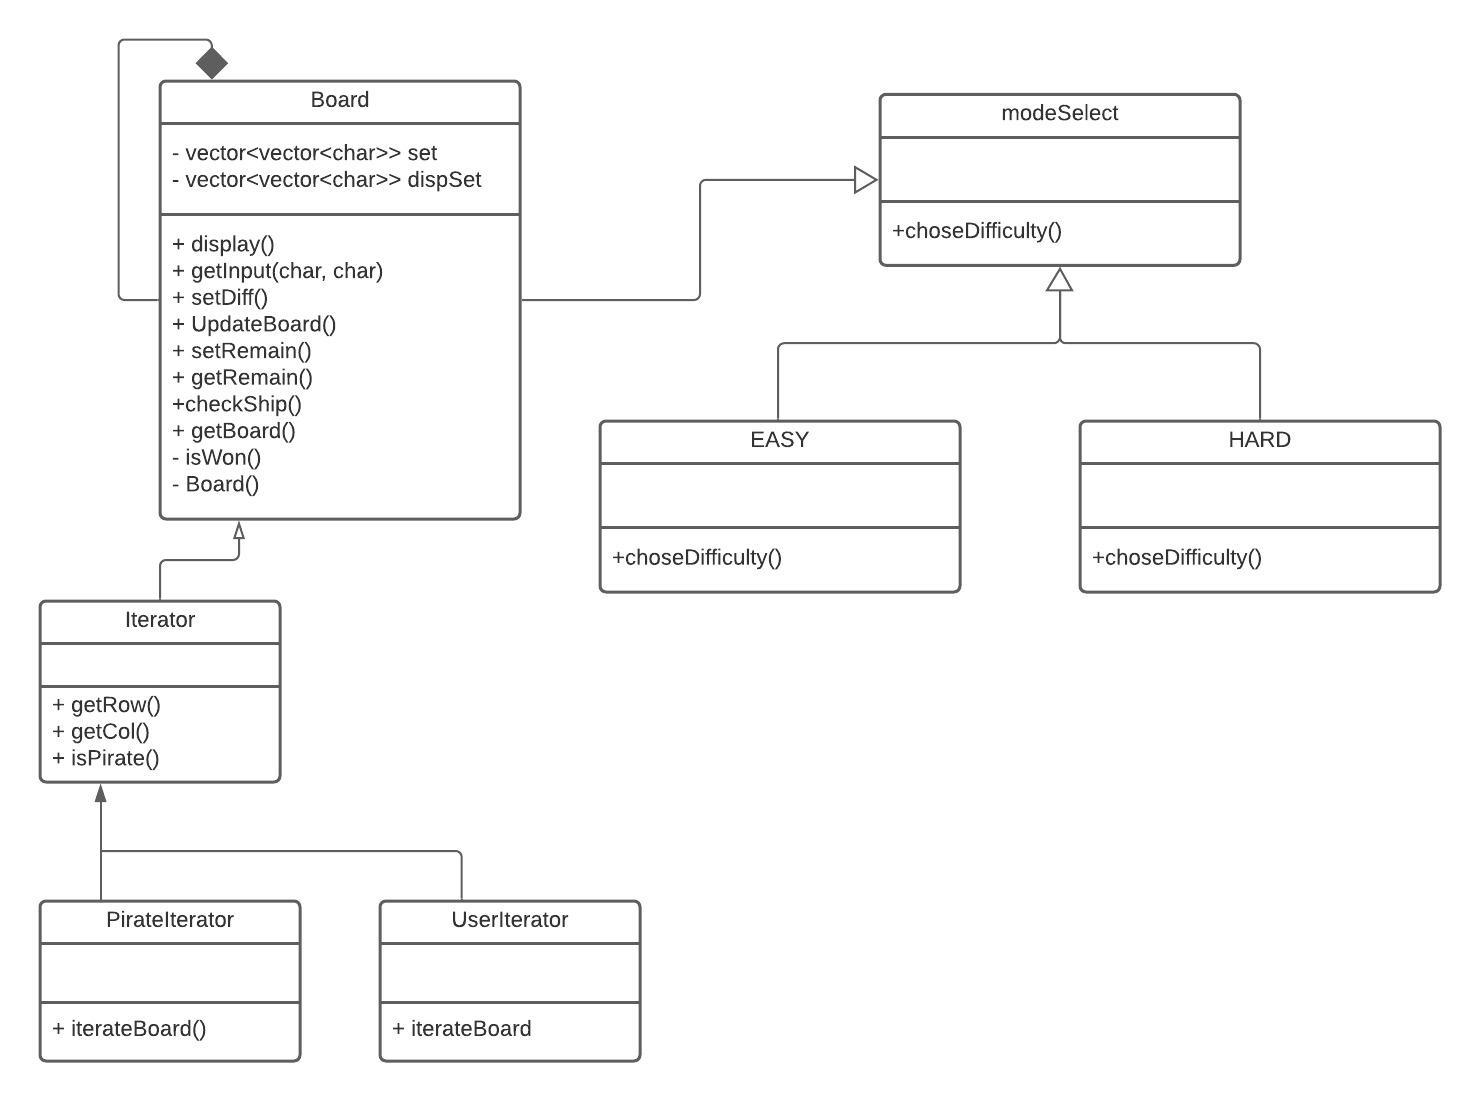 Board
- vector<vector<char>> set
- vector<vector<char>> dispSet
+ display()
+ getInput(char, char)
+ setDiff()
+ UpdateBoard()
+ setRemain()
+ getRemain()
+checkShip()
+ getBoard()
- isWon()
- Board()
modeSelect
+choseDifficulty()
EASY
+choseDifficulty()
HARD
+choseDifficulty()
Iterator
+ getRow()
+ getCol()
+ isPirate()
PirateIterator
+ iterateBoard()
UserIterator
+ iterateBoard